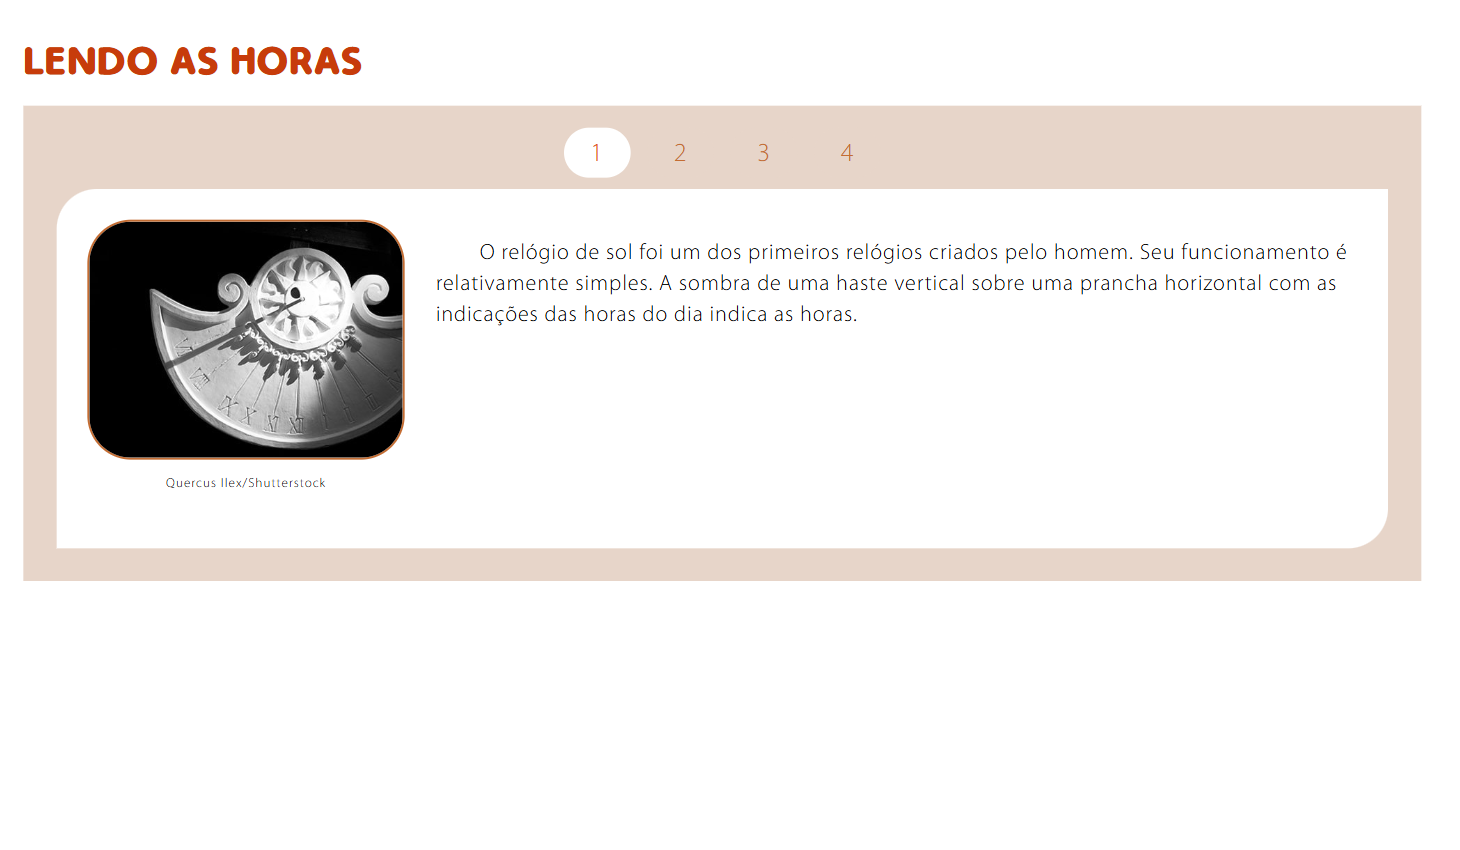 LENDO AS HORAS
1 2 3 4
O relógio de sol foi um dos primeiros relógios criados pelo homem. Seu funcionamento é
relativamente simples. A sombra de uma haste vertical sobre uma prancha horizontal com as
indicações das horas do dia indica as horas.
Quercus Ilex/Shutterstock